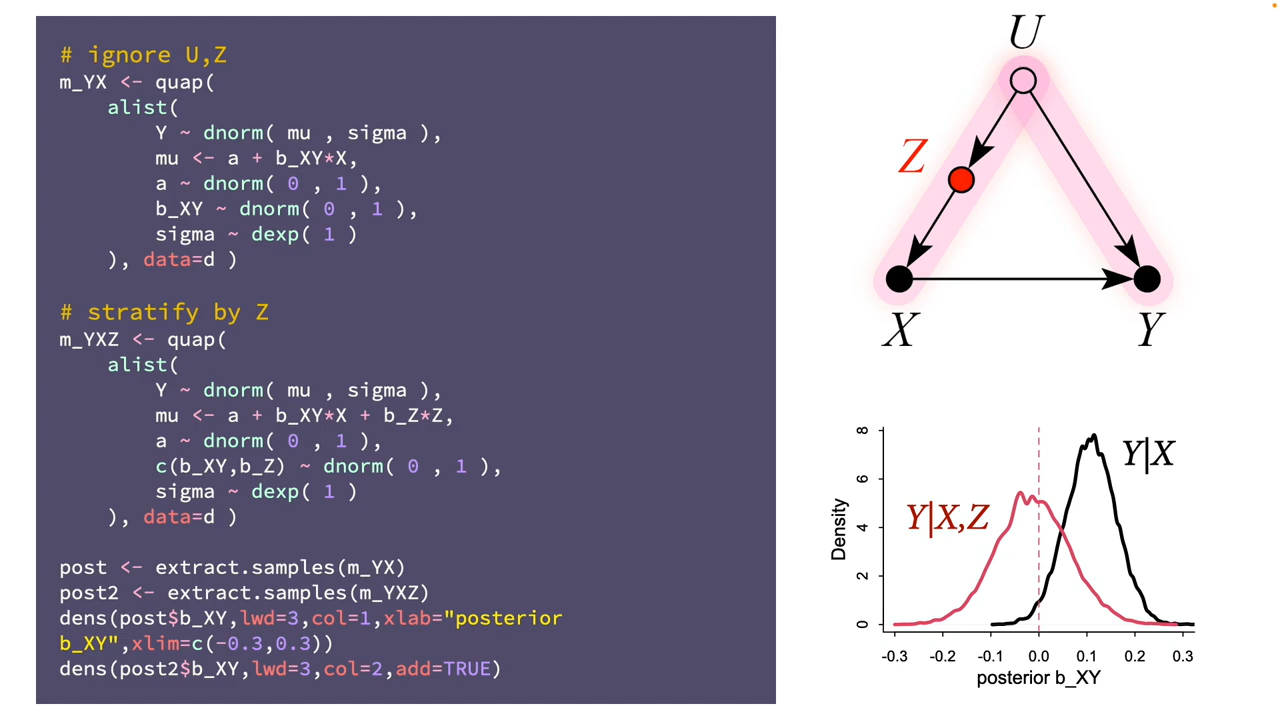 # ignore U,Z
m_YX <- quap(
    alist(
        Y ~ dnorm( mu , sigma ),
        mu <- a + b_XY*X,
        a ~ dnorm( 0 , 1 ),
        b_XY ~ dnorm( 0 , 1 ),
        sigma ~ dexp( 1 )
    ), data=d )
# stratify by Z
m_YXZ <- quap(
    alist(
        Y ~ dnorm( mu , sigma ),
        mu <- a + b_XY*X + b_Z*Z,
        a ~ dnorm( 0 , 1 ),
        c(b_XY,b_Z) ~ dnorm( 0 , 1 ),
        sigma ~ dexp( 1 )
    ), data=d )
post <- extract.samples(m_YX)
post2 <- extract.samples(m_YXZ)
dens(post$b_XY,lwd=3,col=1,xlab="posterior
b_XY",xlim=c(-0.3,0.3))
dens(post2$b_XY,lwd=3,col=2,add=TRUE)
U
Z
X
Y
Y|X
Y|X,Z
Density
8
6
4
2
0
-0.3 -0.2 -0.1 0.0 0.1 0.2 0.3
posterior b_XY